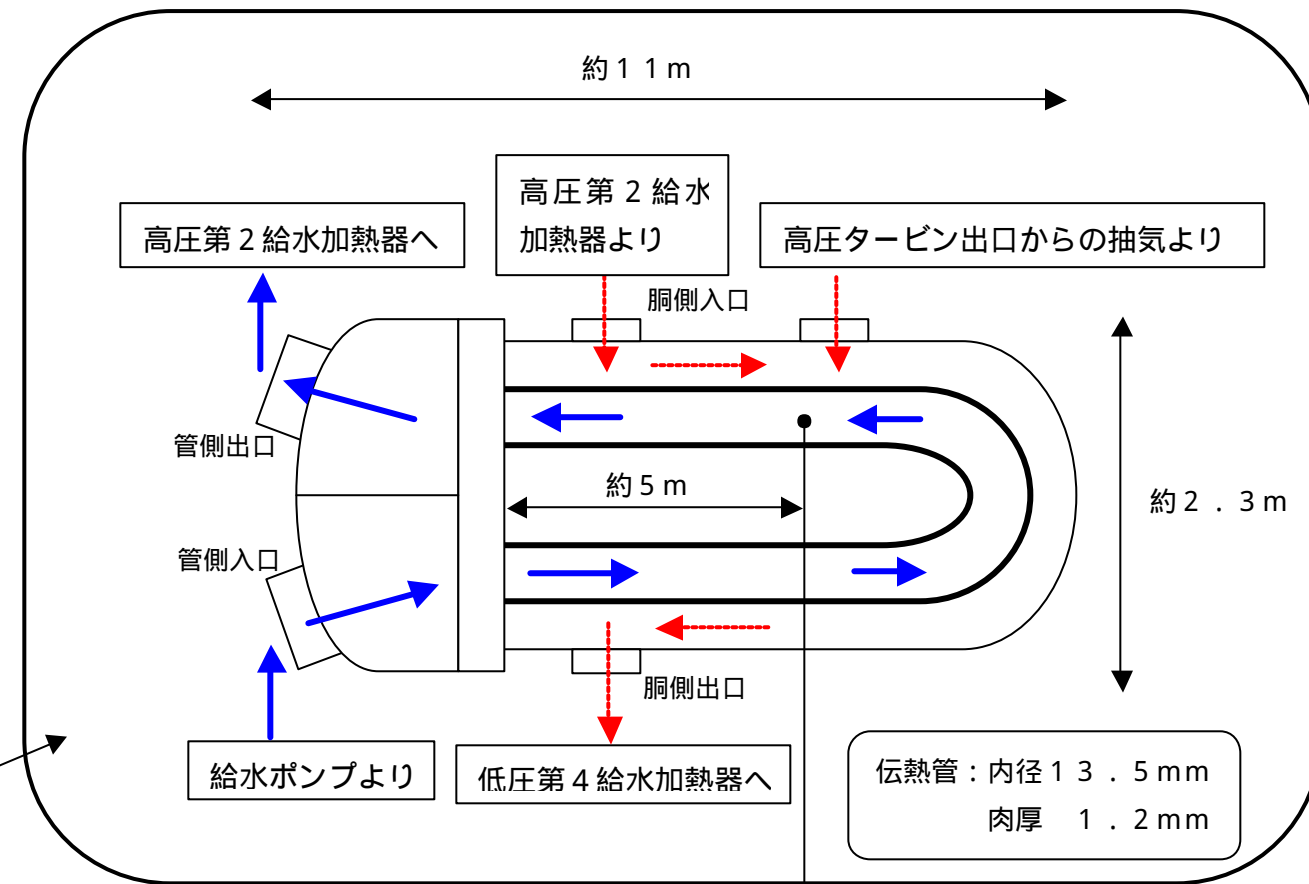 約１１m
高圧第２給水
加熱器より
高圧第２給水加熱器へ
高圧タービン出口からの抽気より
胴側入口
管側出口
約５m
約２．３m
管側入口
胴側出口
給水ポンプより
低圧第４給水加熱器へ
伝熱管：内径１３．５mm
肉厚　１．２mm